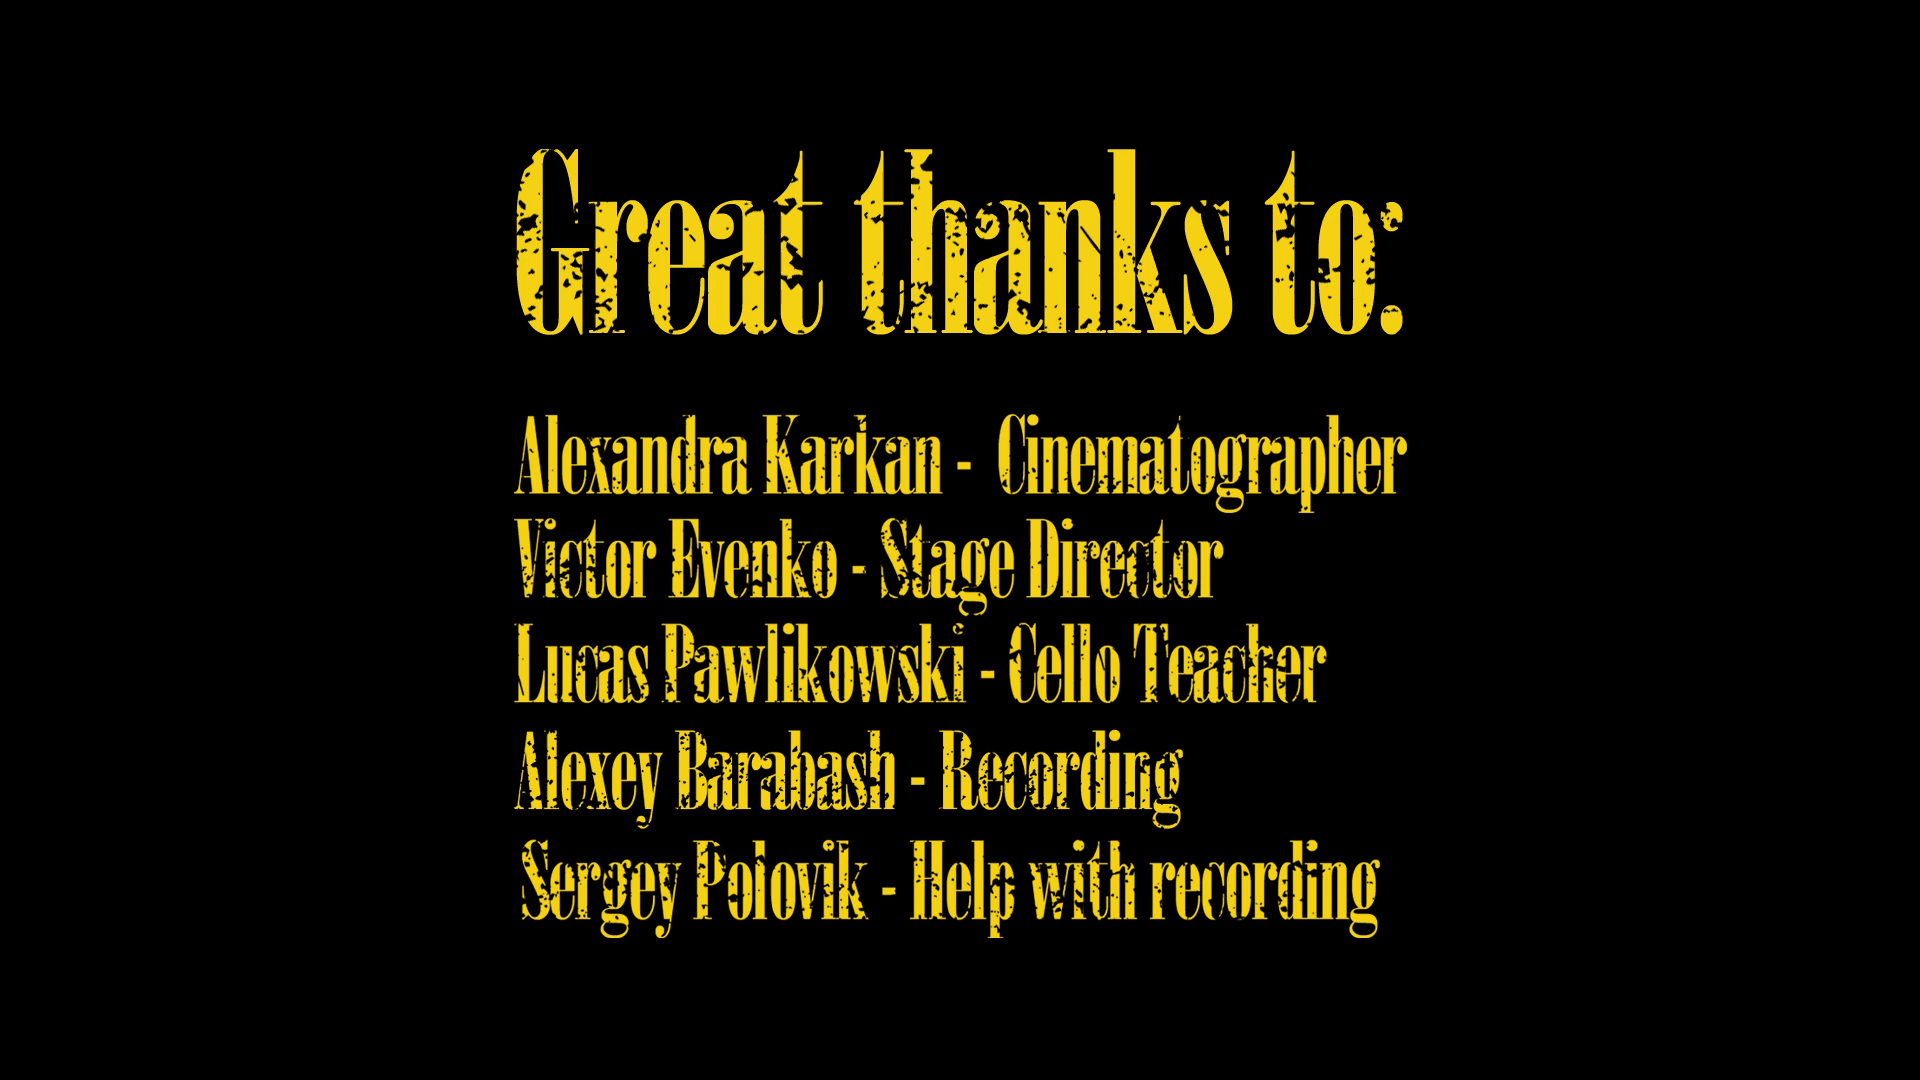 Great thanks to:
Alexandra Karkan - Cinematographer
Victor Evenko - Stage Director
Lucas Pawlikowski - Cello Teacher
Alexey Barabash - Recording
Sergey Polovik - Help with recording